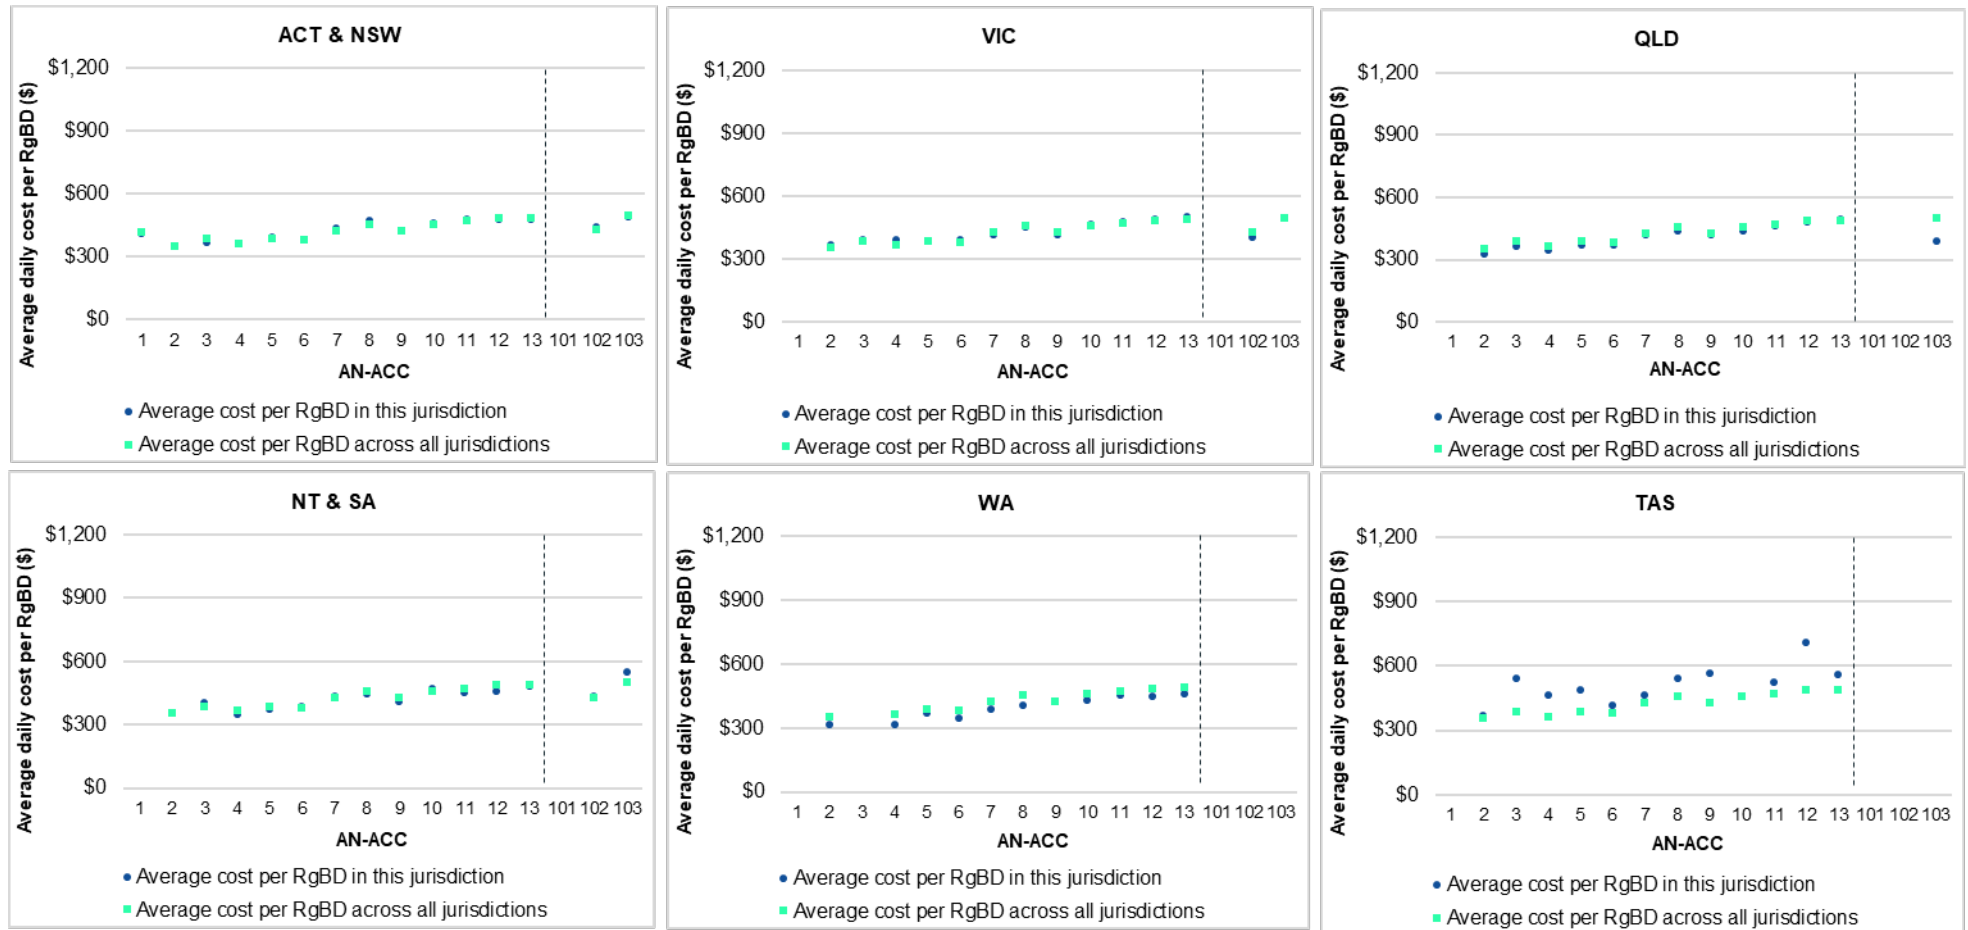 ACT & NSW
Average daily cost per RgBD ($)
$1,200
$900
$600
$300
$0
1 2 3 4 5 6 7 8 9 10 11 12 13 101 102 103
AN-ACC
Average cost per RgBD in this jurisdiction
Average cost per RgBD across all jurisdictions
VIC
Average daily cost per RgBD ($)
$1,200
$900
$600
$300
$0
1 2 3 4 5 6 7 8 9 10 11 12 13 101 102 103
AN-ACC
Average cost per RgBD in this jurisdiction
Average cost per RgBD across all jurisdictions
QLD
Average daily cost per RgBD ($)
$1,200
$900
$600
$300
$0
1 2 3 4 5 6 7 8 9 10 11 12 13 101 102 103
AN-ACC
Average cost per RgBD in this jurisdiction
Average cost per RgBD across all jurisdictions
NT & SA
Average daily cost per RgBD ($)
$1,200
$900
$600
$300
$0
1 2 3 4 5 6 7 8 9 10 11 12 13 101 102 103
AN-ACC
Average cost per RgBD in this jurisdiction
Average cost per RgBD across all jurisdictions
WA
Average daily cost per RgBD ($)
$1,200
$900
$600
$300
$0
1 2 3 4 5 6 7 8 9 10 11 12 13 101 102 103
AN-ACC
Average cost per RgBD in this jurisdiction
Average cost per RgBD across all jurisdictions
TAS
Average daily cost per RgBD ($)
$1,200
$900
$600
$300
$0
1 2 3 4 5 6 7 8 9 10 11 12 13 101 102 103
AN-ACC
Average cost per RgBD in this jurisdiction
Average cost per RgBD across all jurisdictions